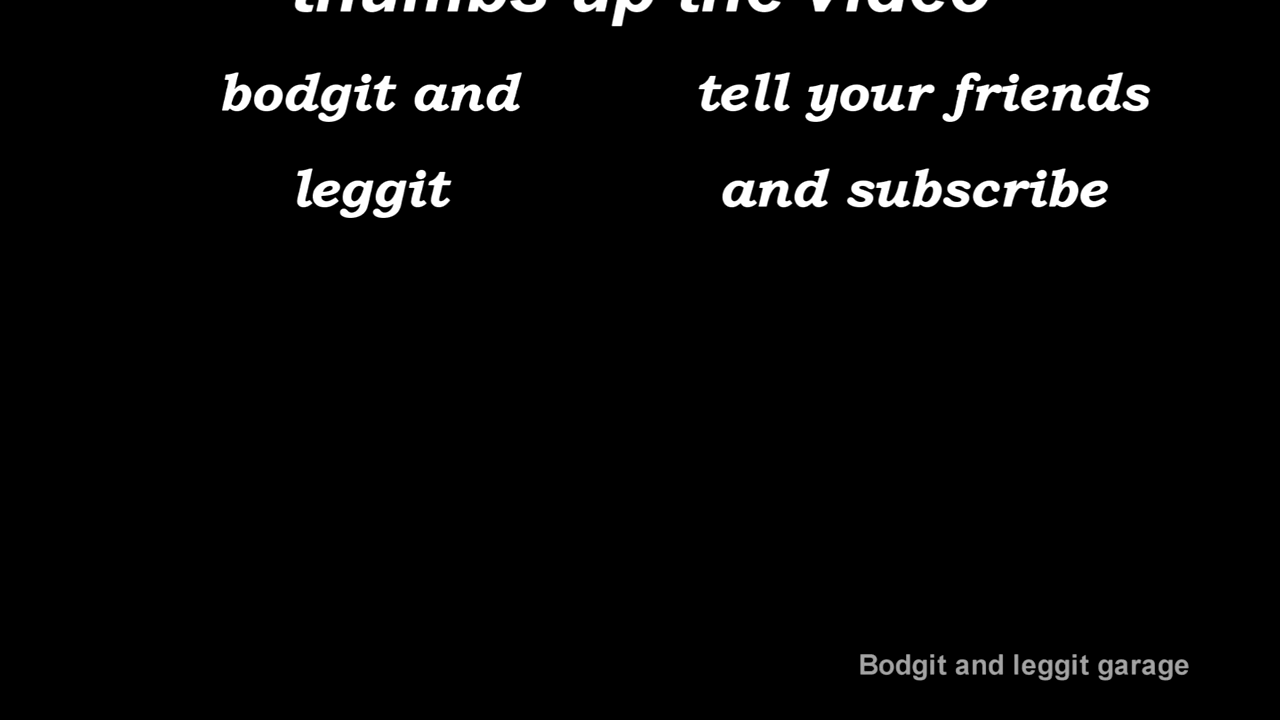 thumbs up the video
bodgit and
leggit
tell your friends
and subscribe
Bodgit and leggit garage